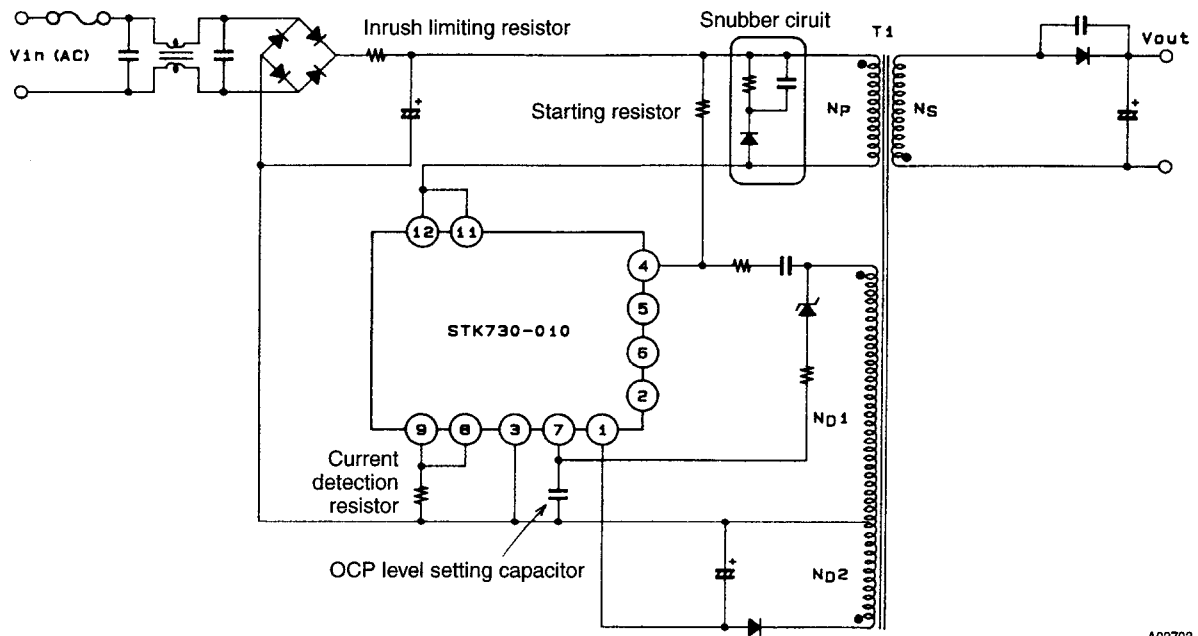 Inrush limiting resistor
Snubber ciruit
T1
Vin (AC)
Vout
Starting resistor
NP
NS
12
11
4
5
STK730-010
6
2
ND1
9
8
3
7
1
Current
detection
resistor
OCP level setting capacitor
ND2